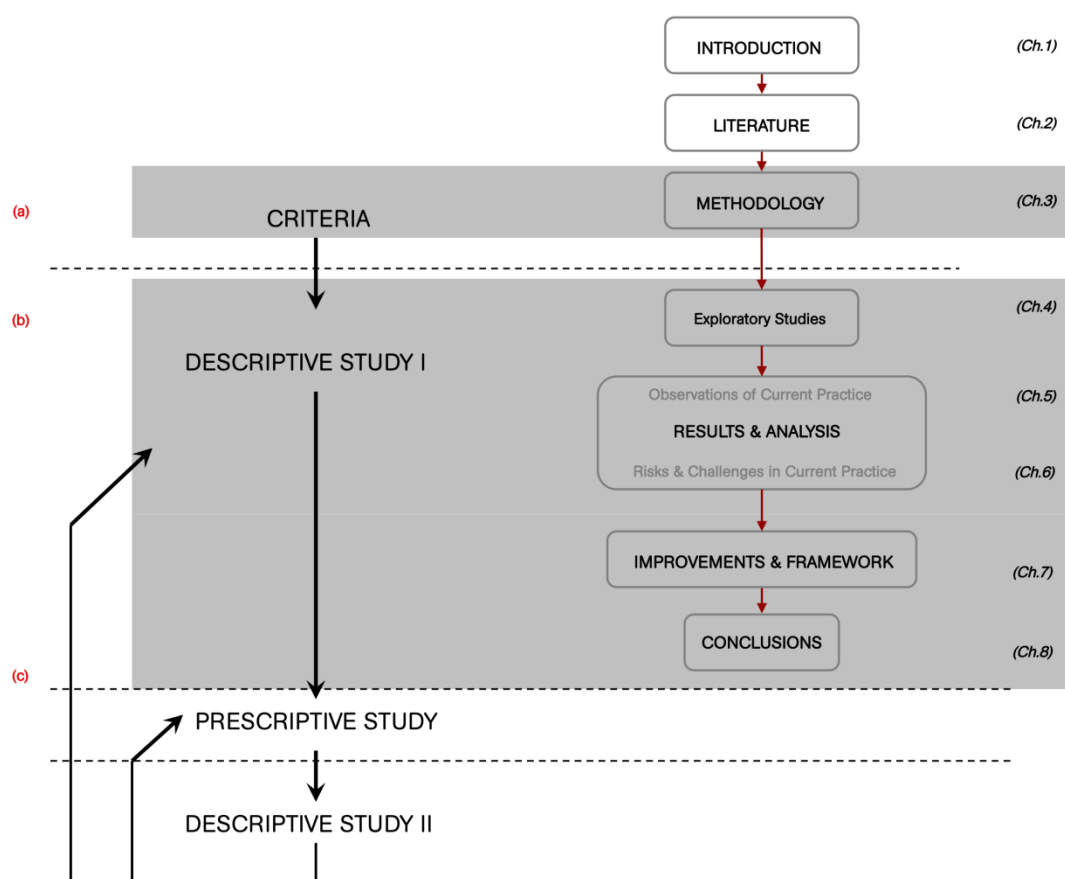 INTRODUCTION
(Ch.1)
LITERATURE
(Ch.2)
(a)
CRITERIA
METHODOLOGY
(Ch.3)
(b)
Exploratory Studies
(Ch.4)
DESCRIPTIVE STUDY I
Observations of Current Practice
(Ch.5)
RESULTS & ANALYSIS
Risks & Challenges in Current Practice
(Ch.6)
IMPROVEMENTS & FRAMEWORK
(Ch.7)
CONCLUSIONS
(Ch.8)
(c)
PRESCRIPTIVE STUDY
DESCRIPTIVE STUDY II